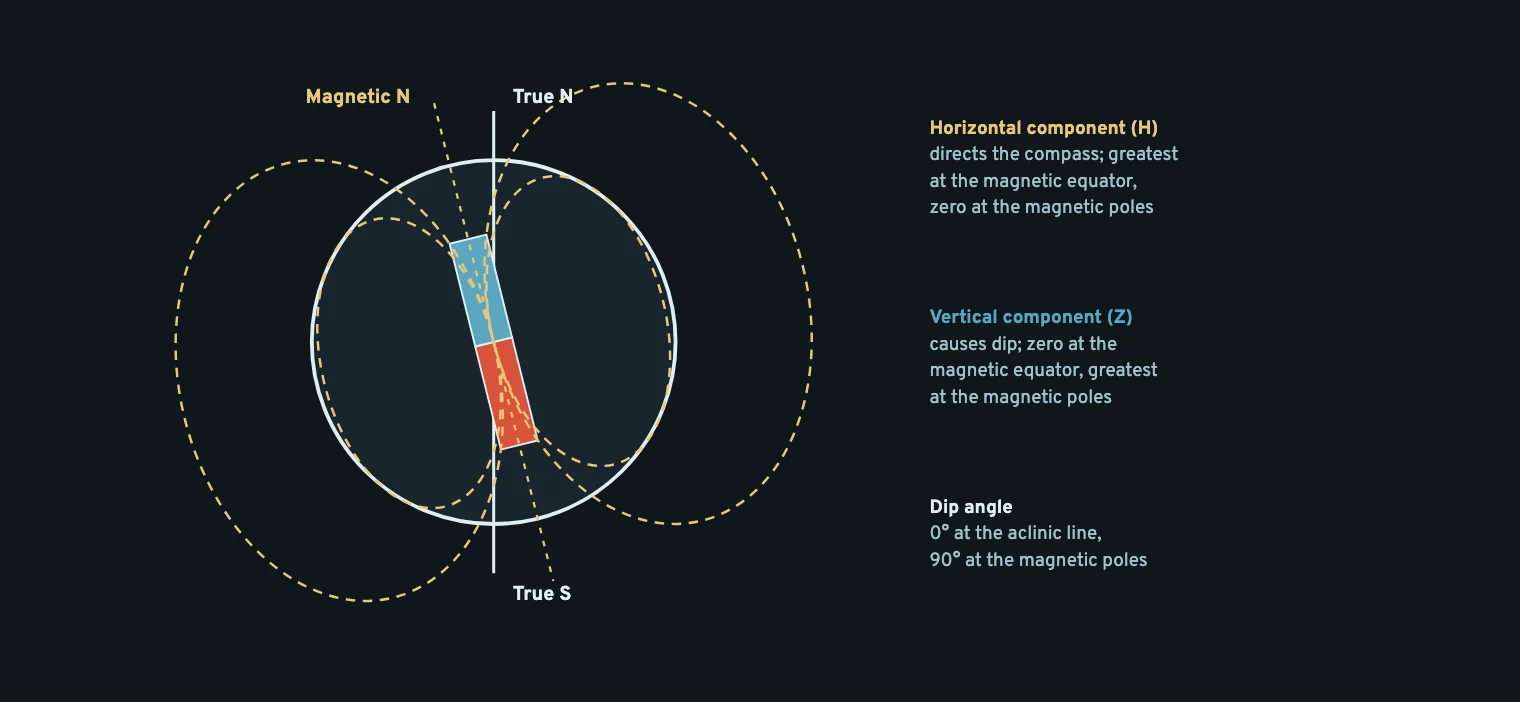 Magnetic N
True N
True S
Horizontal component (H)
directs the compass; greatest
at the magnetic equator,
zero at the magnetic poles
Vertical component (Z)
causes dip; zero at the
magnetic equator, greatest
at the magnetic poles
Dip angle
0° at the aclinic line,
90° at the magnetic poles